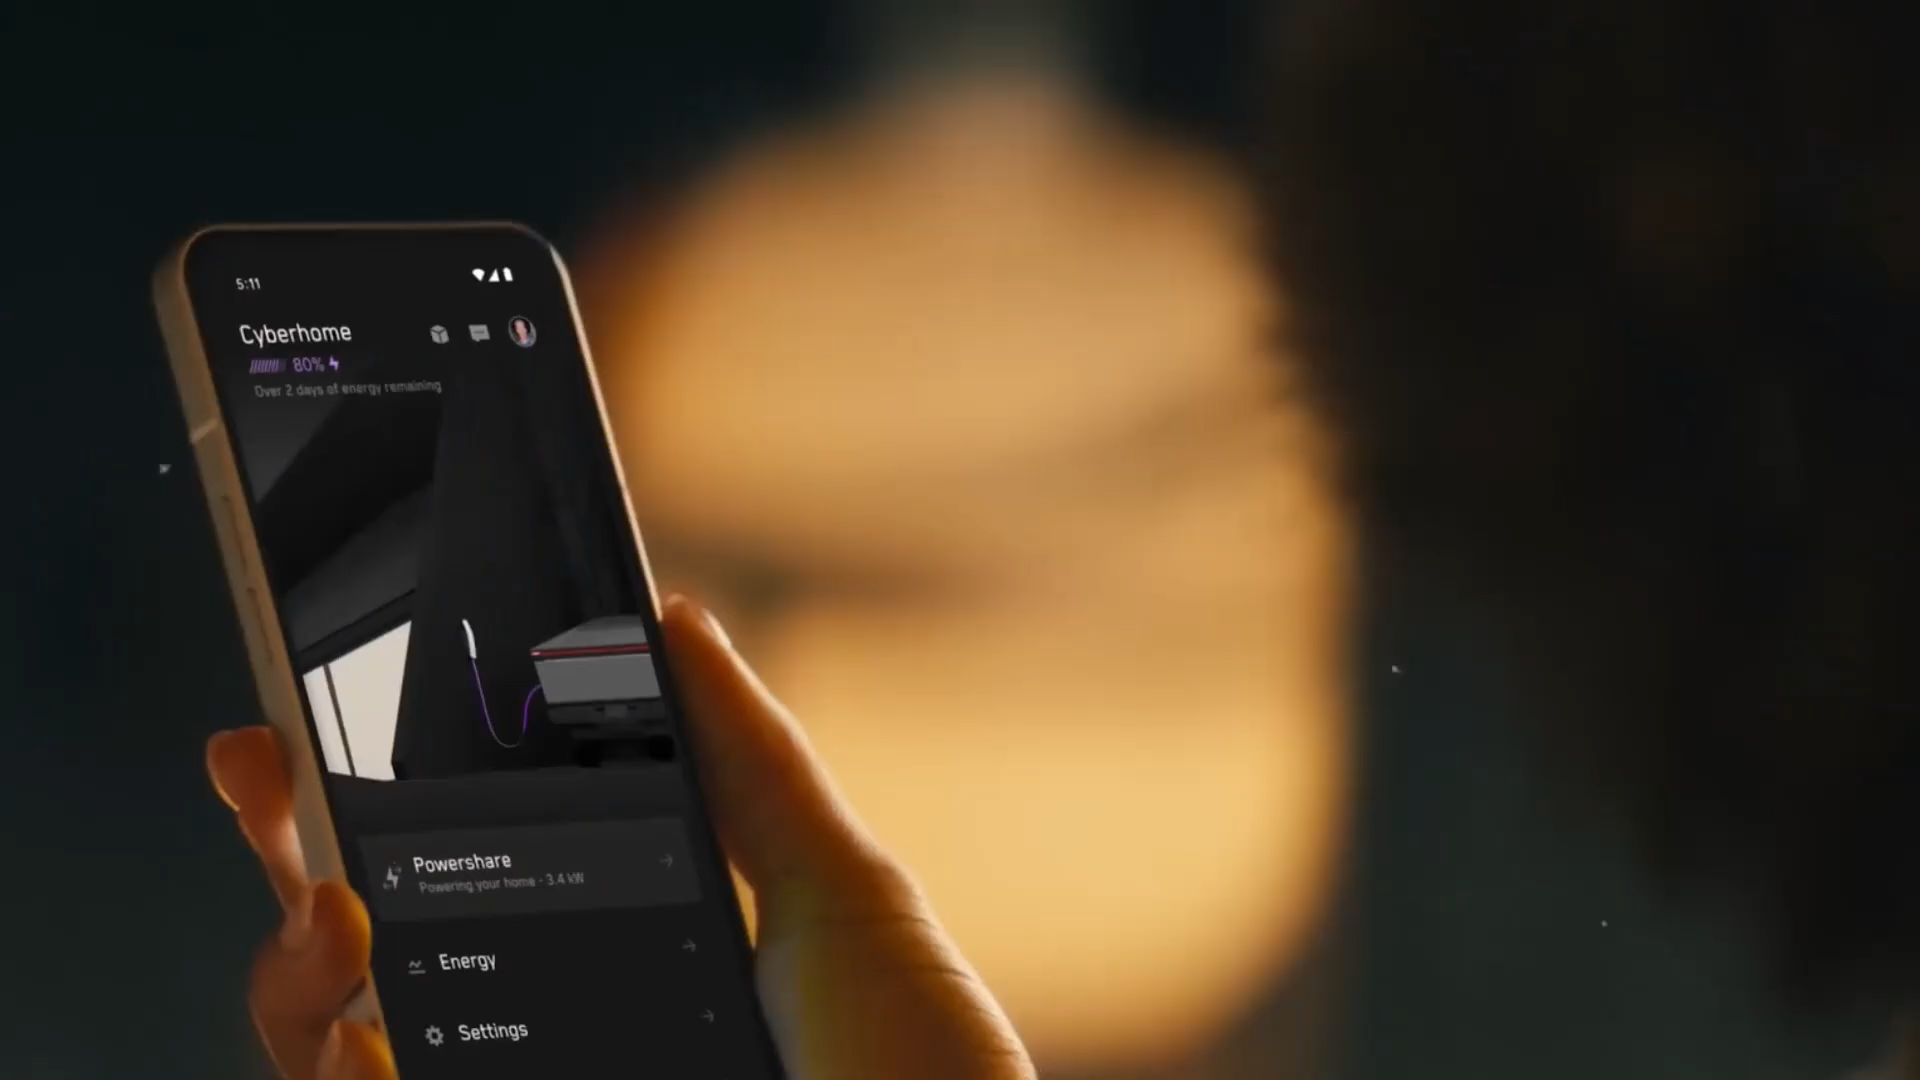 5:11
Cyberhome
80%
Over 2 days of energy remaining
Powershare
Powering your home - 3.4 kW
Energy
Settings